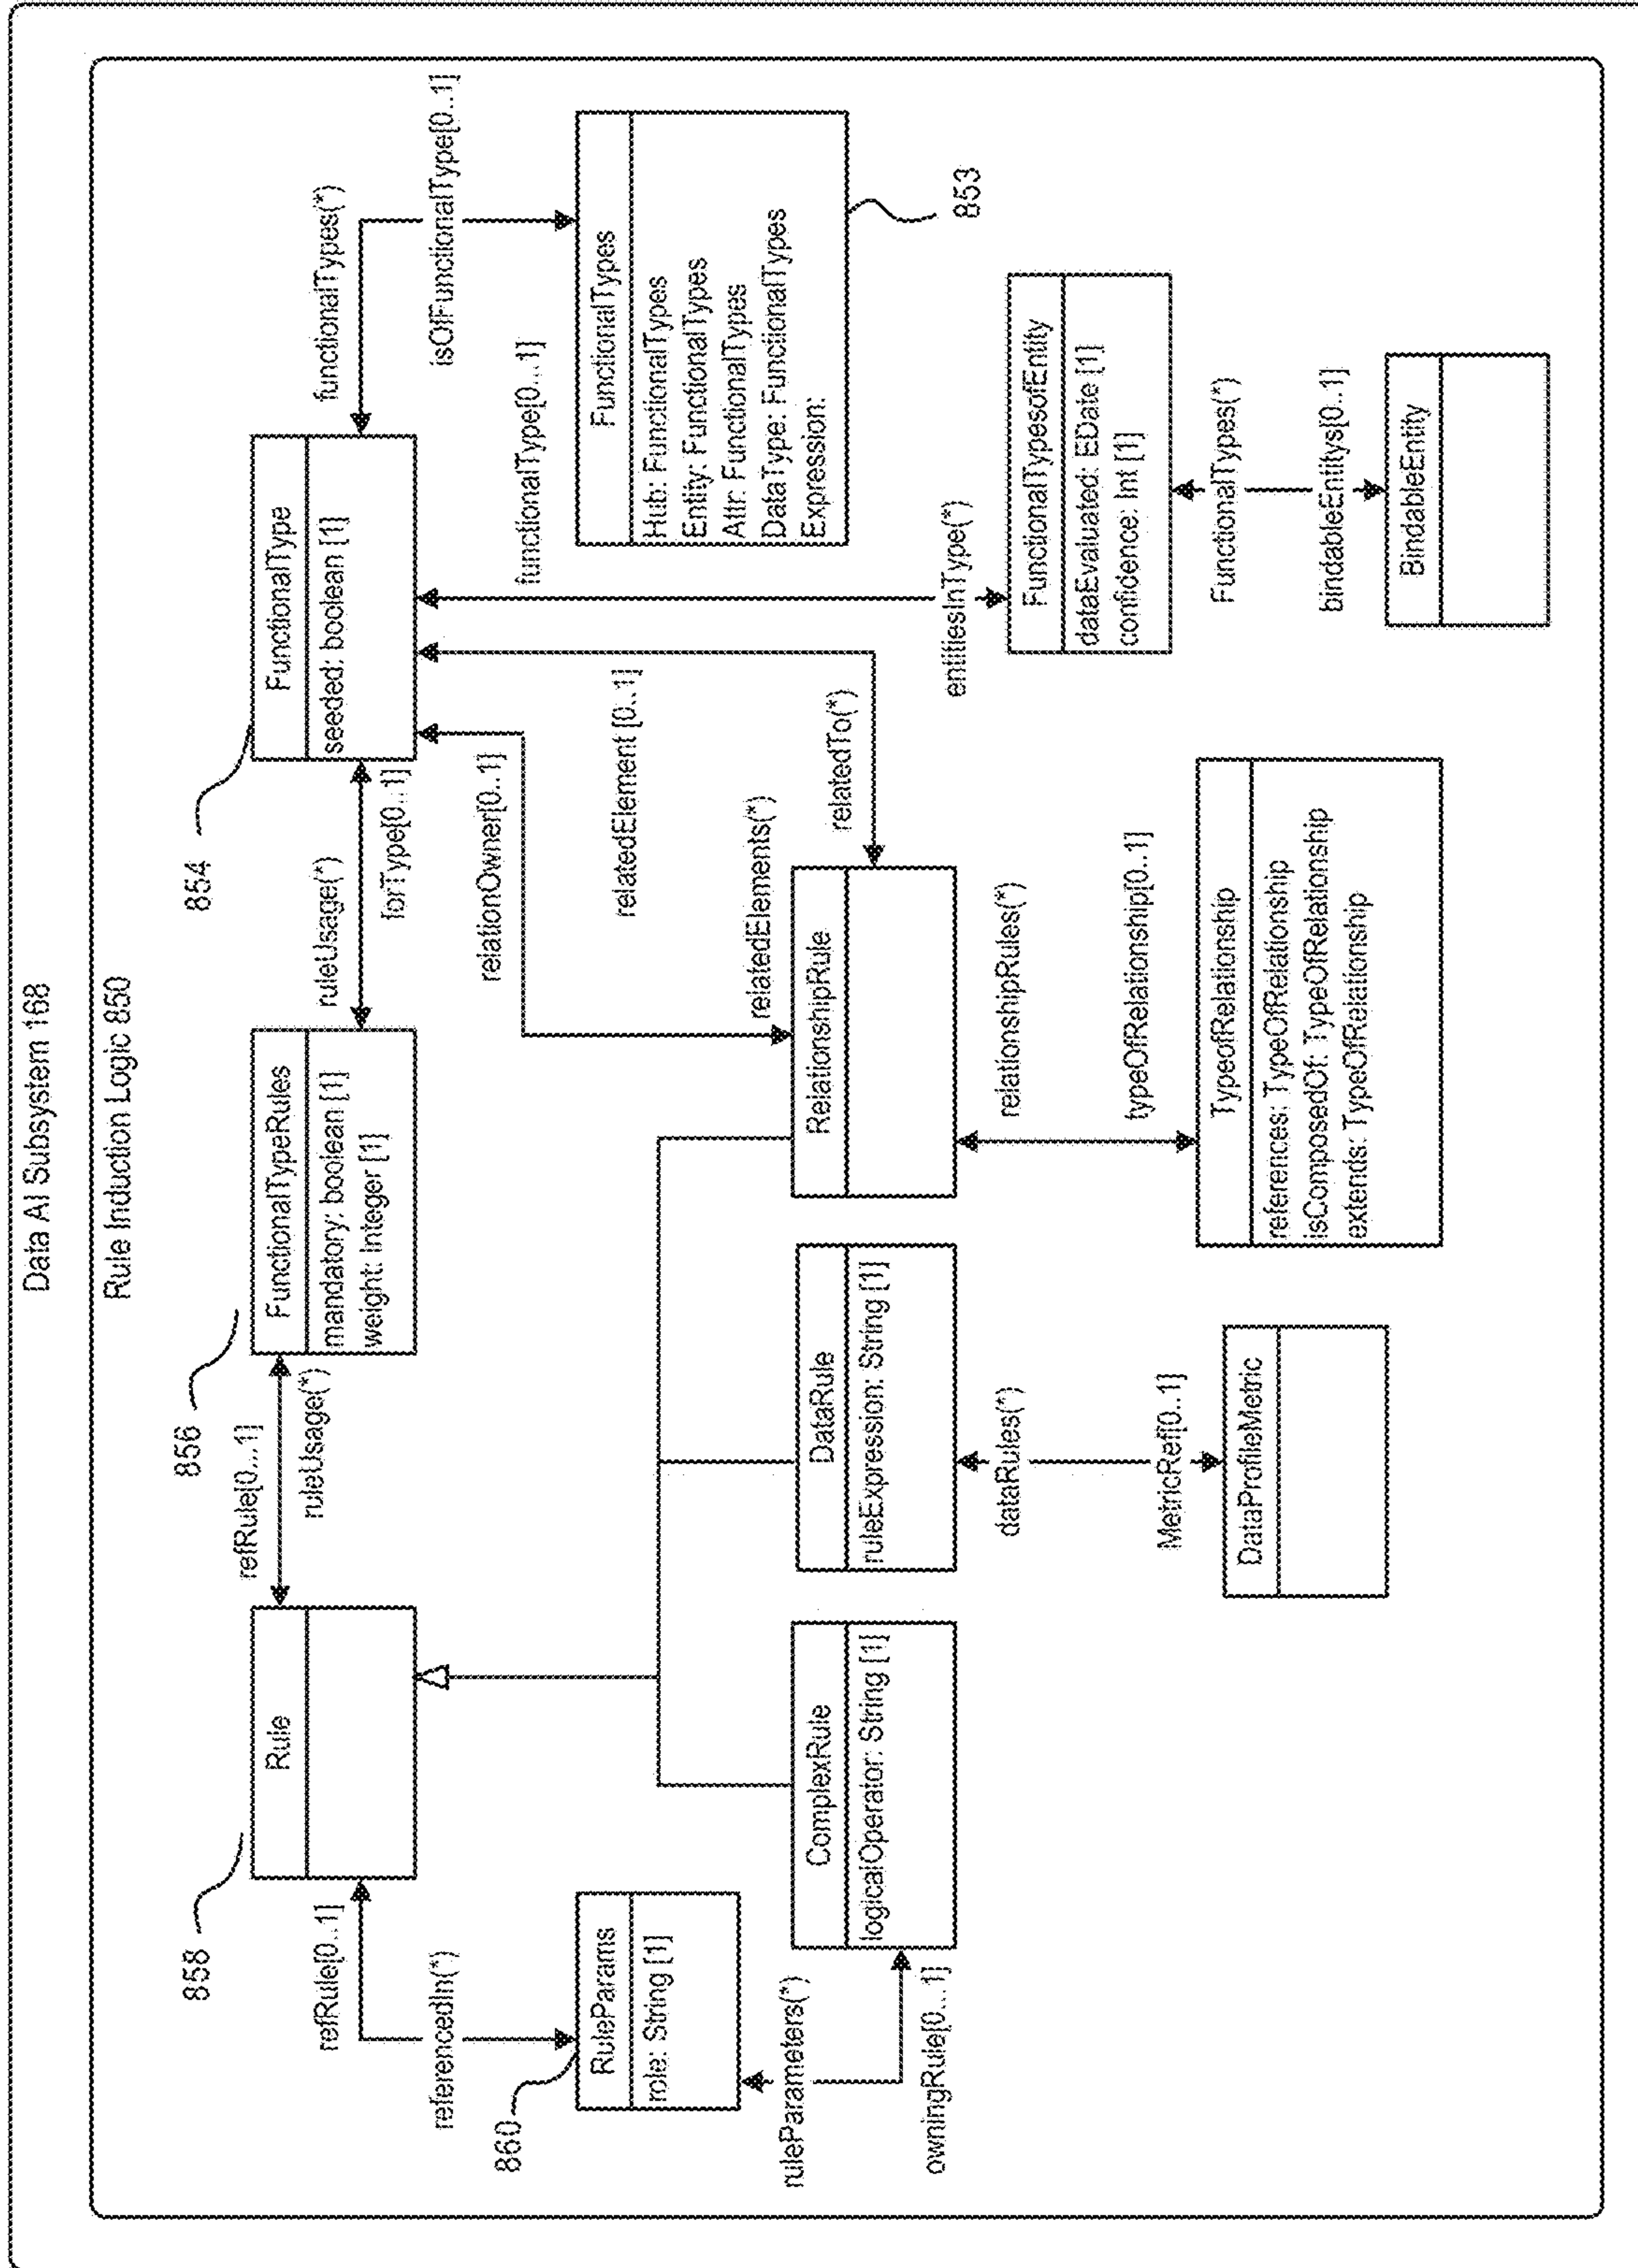 Data AI Subsystem 168
Rule Induction Logic 850
858
856
854
Rule
refRule[0...1]
ruleUsage(*)
FunctionalTypeRules
mandatory: boolean [1]
weight: Integer [1]
ruleUsage(*)
forType[0..1]
FunctionalType
seeded: boolean [1]
functionalTypes(*)
isOfFunctionalType[0..1]
refRule[0..1]
referencedIn(*)
860
RuleParams
role: String [1]
relationOwner[0..1]
relatedElement [0..1]
functionalType[0...1]
FunctionalTypes
Hub: FunctionalTypes
Entity: FunctionalTypes
Attr: FunctionalTypes
DataType: FunctionalTypes
Expression:
853
ruleParameters(*)
owningRule[0...1]
ComplexRule
logicalOperator: String [1]
DataRule
ruleExpression: String [1]
relatedElements(*)
RelationshipRule
relatedTo(*)
entitiesInType(*)
FunctionalTypesofEntity
dataEvaluated: EDate [1]
confidence: Int [1]
dataRules(*)
MetricRef[0..1]
DataProfileMetric
relationshipRules(*)
typeOfRelationship[0..1]
TypeofRelationship
references: TypeOfRelationship
isComposedOf: TypeOfRelationship
extends: TypeOfRelationship
FunctionalTypes(*)
bindableEntitys[0..1]
BindableEntity